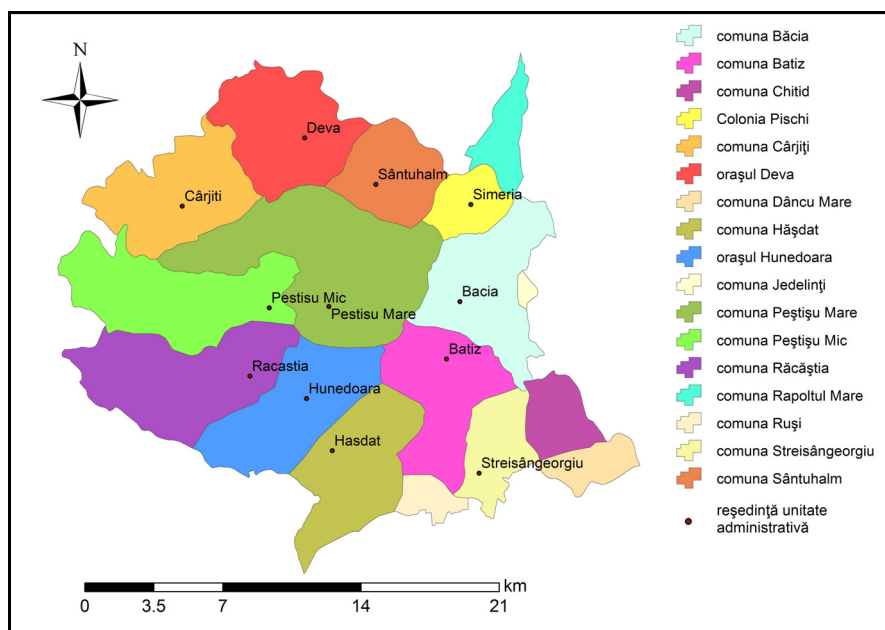 N
Deva
Sântuhalm
Cârjiti
Simeria
Pestisu Mic
Bacia
Pestisu Mare
Batiz
Racastia
Hunedoara
Hasdat
Streisângeorgiu
km
0 3.5 7 14 21
comuna Băcia
comuna Batiz
comuna Chitid
Colonia Pischi
comuna Cârjiţi
oraşul Deva
comuna Dâncu Mare
comuna Hăşdat
oraşul Hunedoara
comuna Jedelinţi
comuna Peştişu Mare
comuna Peştişu Mic
comuna Răcăştia
comuna Rapoltul Mare
comuna Ruşi
comuna Streisângeorgiu
comuna Sântuhalm
reşedinţă unitate
administrativă